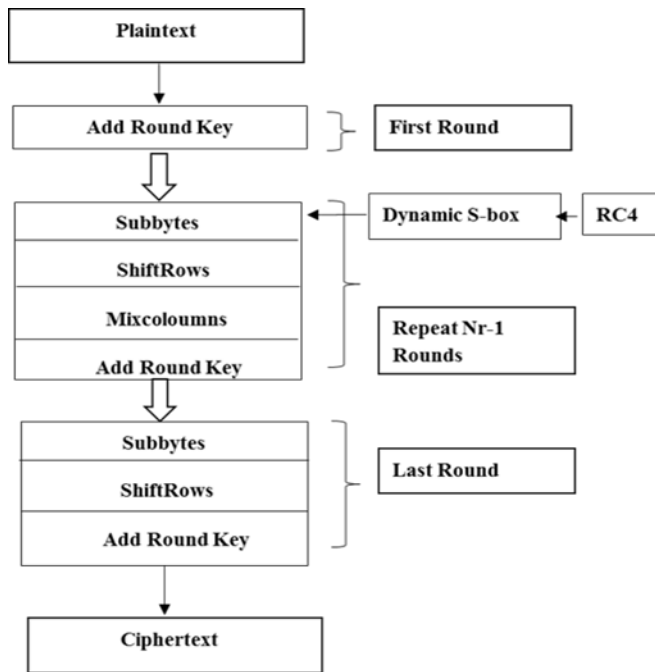 Plaintext
Add Round Key
First Round
Subbytes
Dynamic S-box
RC4
ShiftRows
Mixcoloumns
Repeat Nr-1
Rounds
Add Round Key
Subbytes
ShiftRows
Last Round
Add Round Key
Ciphertext